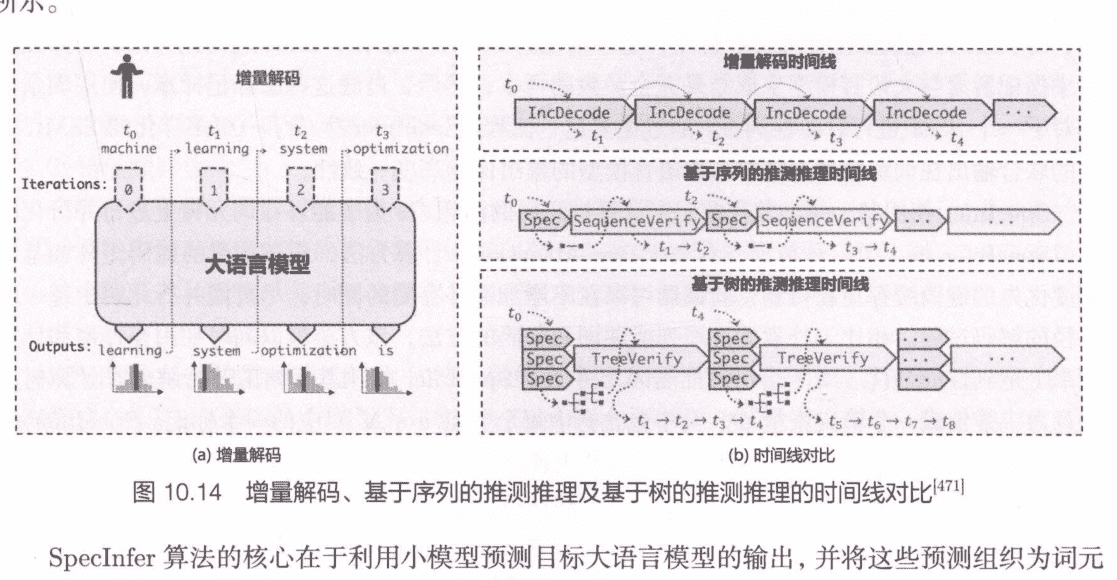 所示。
增量解码
t₀ t₁ t₂ t₃
machine learning system optimization
Iterations: 0 1 2 3
大语言模型
Outputs: learning system optimization is
(a) 增量解码
增量解码时间线
t₀
IncDecode IncDecode IncDecode IncDecode ...
t₁ t₂ t₃ t₄
基于序列的推测推理时间线
t₀ t₂
Spec SequenceVerify Spec SequenceVerify ...
t₁ → t₂ t₃ → t₄
基于树的推测推理时间线
t₀ t₄
Spec Spec
Spec TreeVerify Spec TreeVerify ...
Spec Spec
t₁ → t₂ → t₃ → t₄ t₅ → t₆ → t₇ → t₈
(b) 时间线对比
图 10.14 增量解码、基于序列的推测推理及基于树的推测推理的时间线对比[471]
SpecInfer 算法的核心在于利用小模型预测目标大语言模型的输出，并将这些预测组织为词元